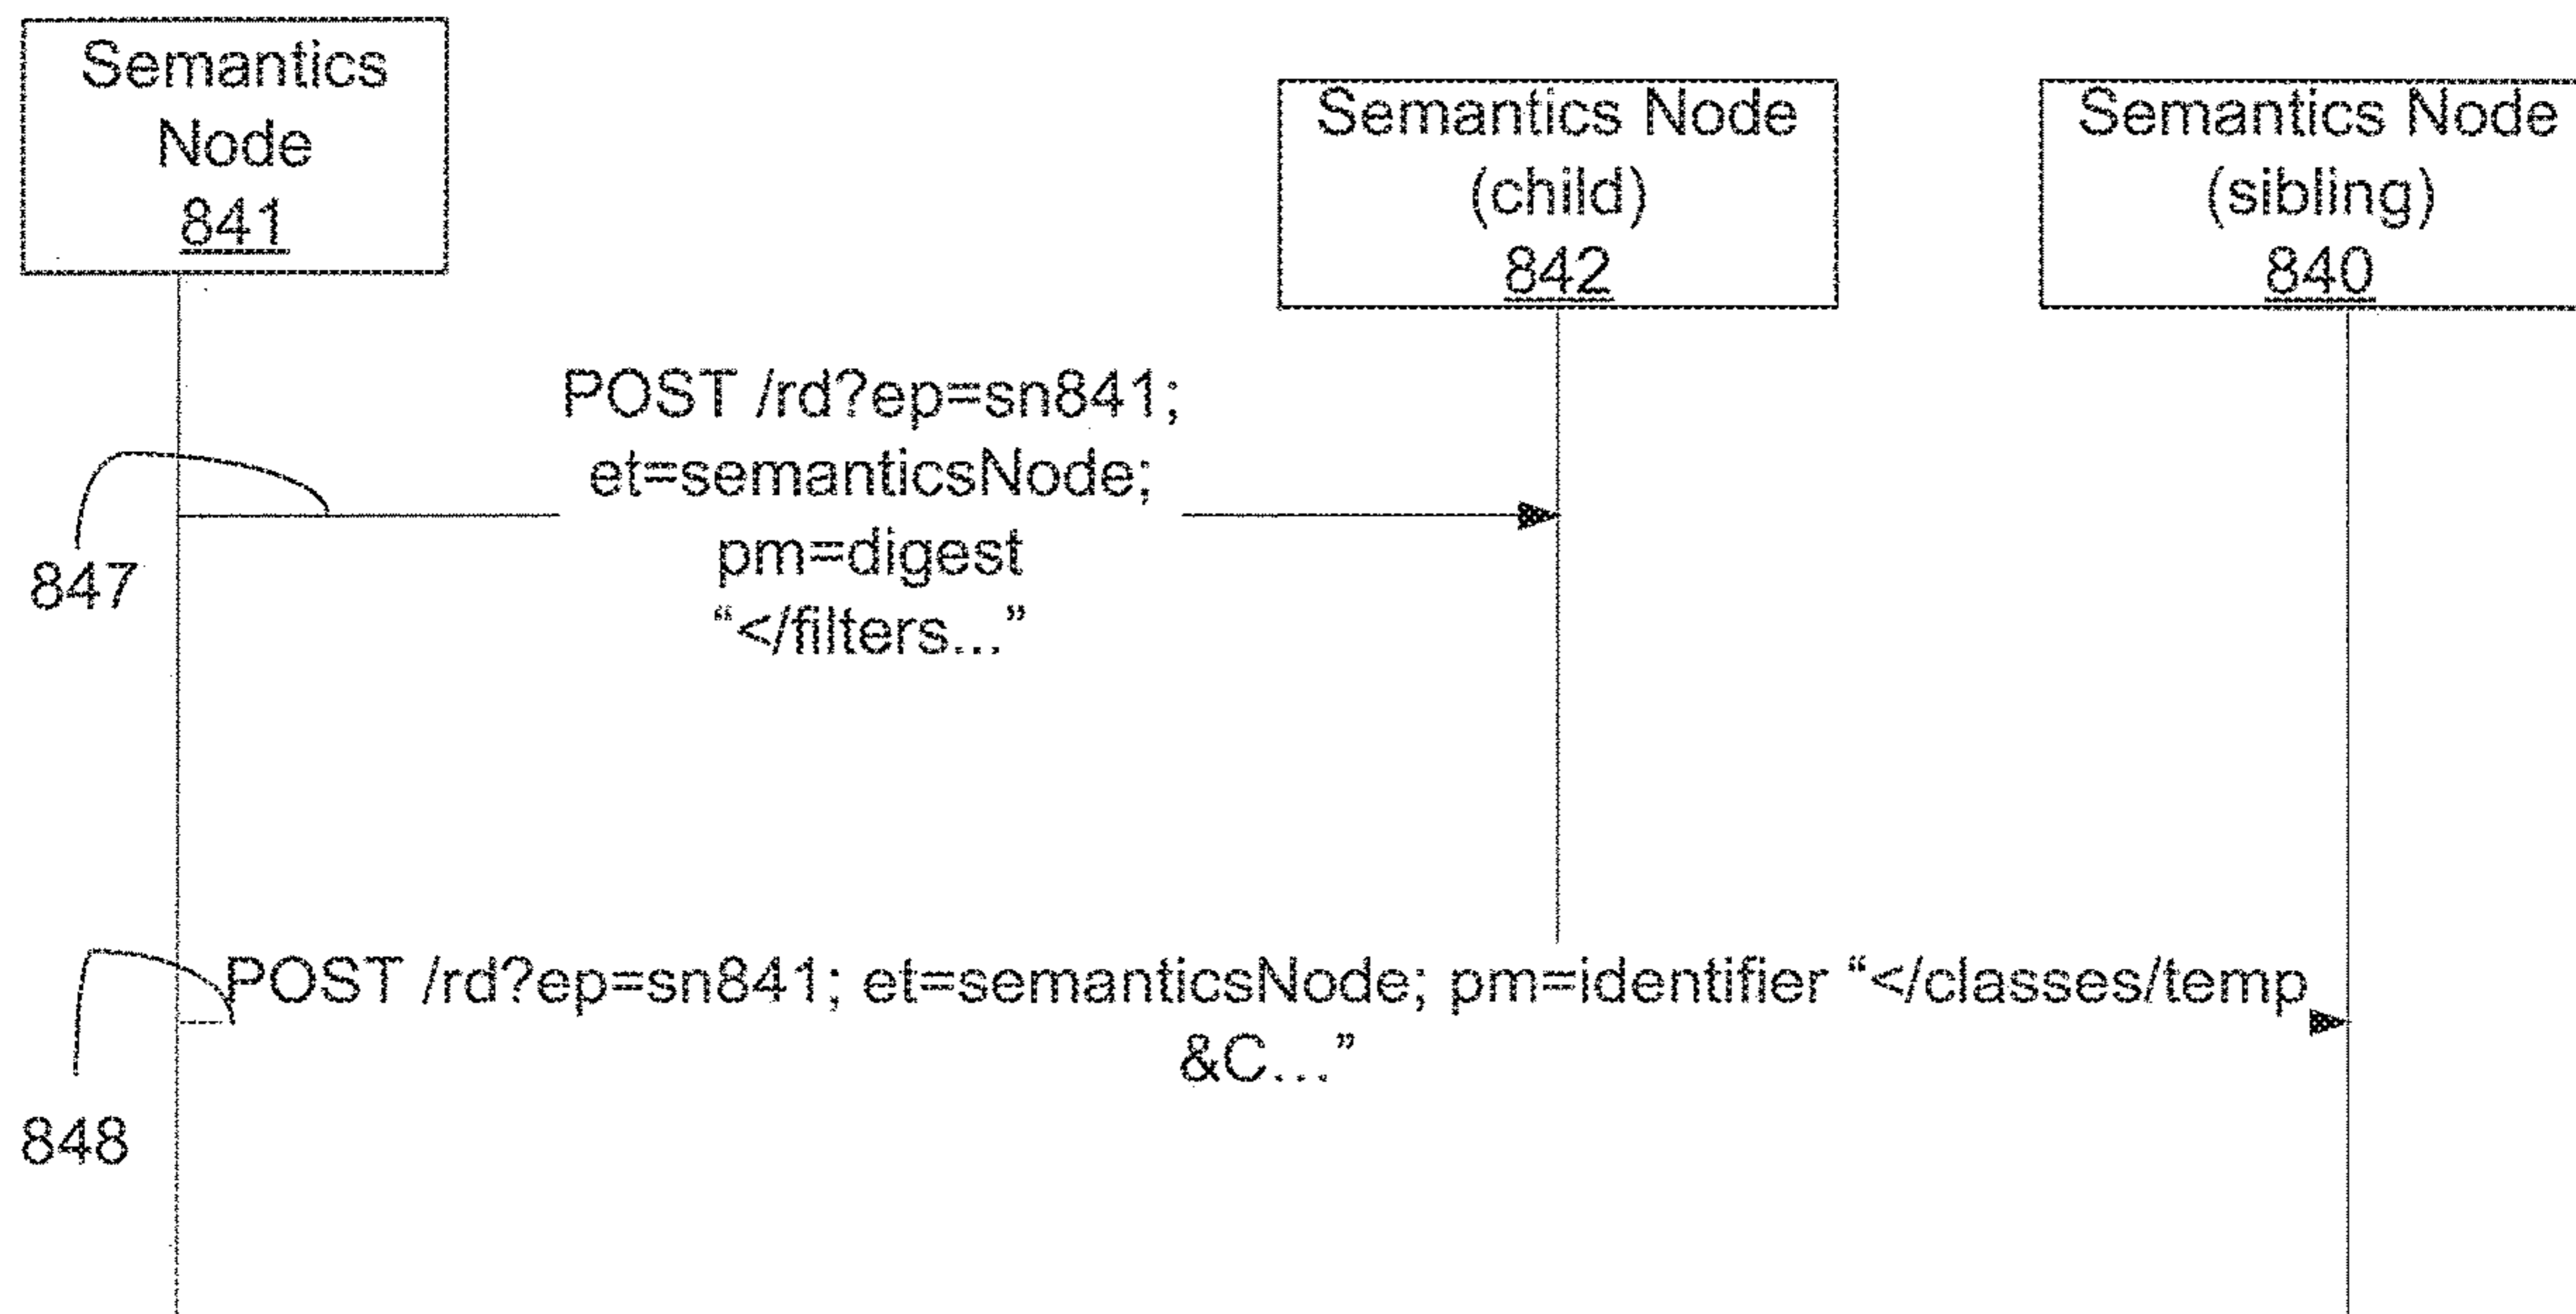 Semantics
Node
841
Semantics Node
(child)
842
Semantics Node
(sibling)
840
POST /rd?ep=sn841;
et=semanticsNode;
pm=digest
“</filters...”
847
POST /rd?ep=sn841; et=semanticsNode; pm=identifier “</classes/temp
&C...”
848